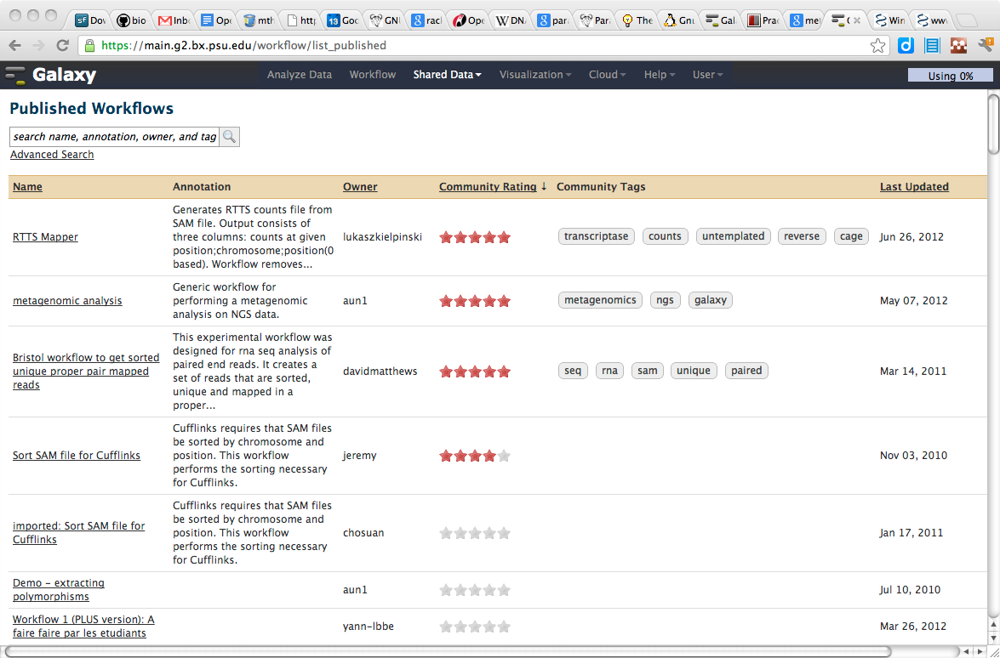 Dov
bio
Inbo
Ope
mth
http
13 Goo
GNI
g rac
Ope
W DNA
g par
Par
The
Gnu
Gala
Prac
g met
G
Win
www
https://main.g2.bx.psu.edu/workflow/list_published
Galaxy
Analyze Data Workflow Shared Data Visualization Cloud Help User
Using 0%
Published Workflows
search name, annotation, owner, and tag
Advanced Search
Name Annotation Owner Community Rating ↓ Community Tags Last Updated
RTTS Mapper
Generates RTTS counts file from
SAM file. Output consists of
three columns: counts at given
position;chromosome;position(0
based). Workflow removes...
lukaszkielpinski
transcriptase counts untemplated reverse cage
Jun 26, 2012
metagenomic analysis
Generic workflow for
performing a metagenomic
analysis on NGS data.
aun1
metagenomics ngs galaxy
May 07, 2012
Bristol workflow to get sorted
unique proper pair mapped
reads
This experimental workflow was
designed for rna seq analysis of
paired end reads. It creates a
set of reads that are sorted,
unique and mapped in a
proper...
davidmatthews
seq rna sam unique paired
Mar 14, 2011
Sort SAM file for Cufflinks
Cufflinks requires that SAM files
be sorted by chromosome and
position. This workflow
performs the sorting necessary
for Cufflinks.
jeremy
Nov 03, 2010
imported: Sort SAM file for
Cufflinks
Cufflinks requires that SAM files
be sorted by chromosome and
position. This workflow
performs the sorting necessary
for Cufflinks.
chosuan
Jan 17, 2011
Demo - extracting
polymorphisms
aun1
Jul 10, 2010
Workflow 1 (PLUS version): A
faire faire par les etudiants
yann-lbbe
Mar 26, 2012